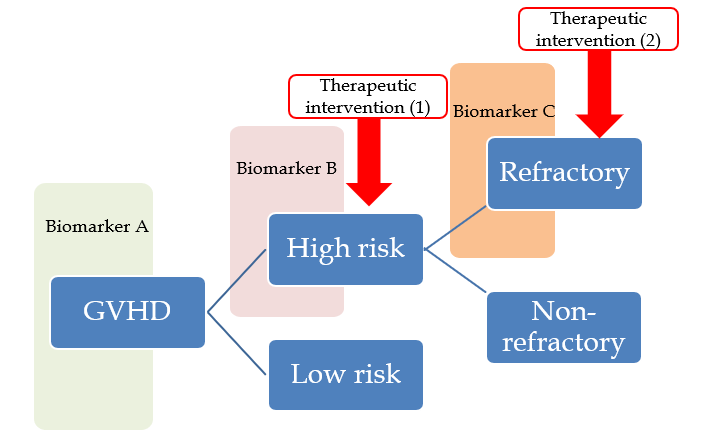 Therapeutic
intervention (2)
Therapeutic
intervention (1)
Biomarker C
Biomarker B
Refractory
Biomarker A
High risk
GVHD
Non-
refractory
Low risk